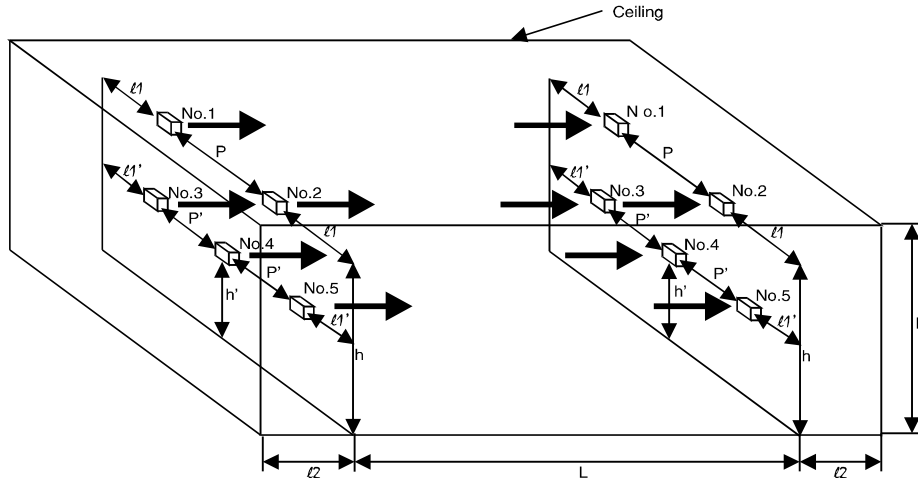 Ceiling
ℓ1
No.1
P
ℓ1'
No.3
No.2
P'
No.4
ℓ1
P'
h'
No.5
ℓ1'
h
ℓ1
N o.1
P
ℓ1'
No.3
No.2
P'
No.4
ℓ1
P'
h'
No.5
ℓ1'
h
ℓ2
L
ℓ2